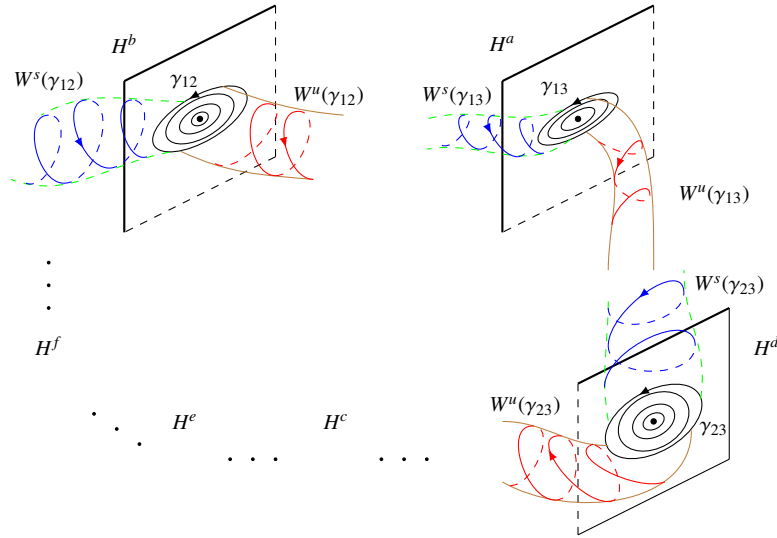 H^b
W^s(γ_12)
γ_12
W^u(γ_12)
H^a
W^s(γ_13)
γ_13
W^u(γ_13)
W^s(γ_23)
H^f
H^d
W^u(γ_23)
γ_23
H^e
H^c